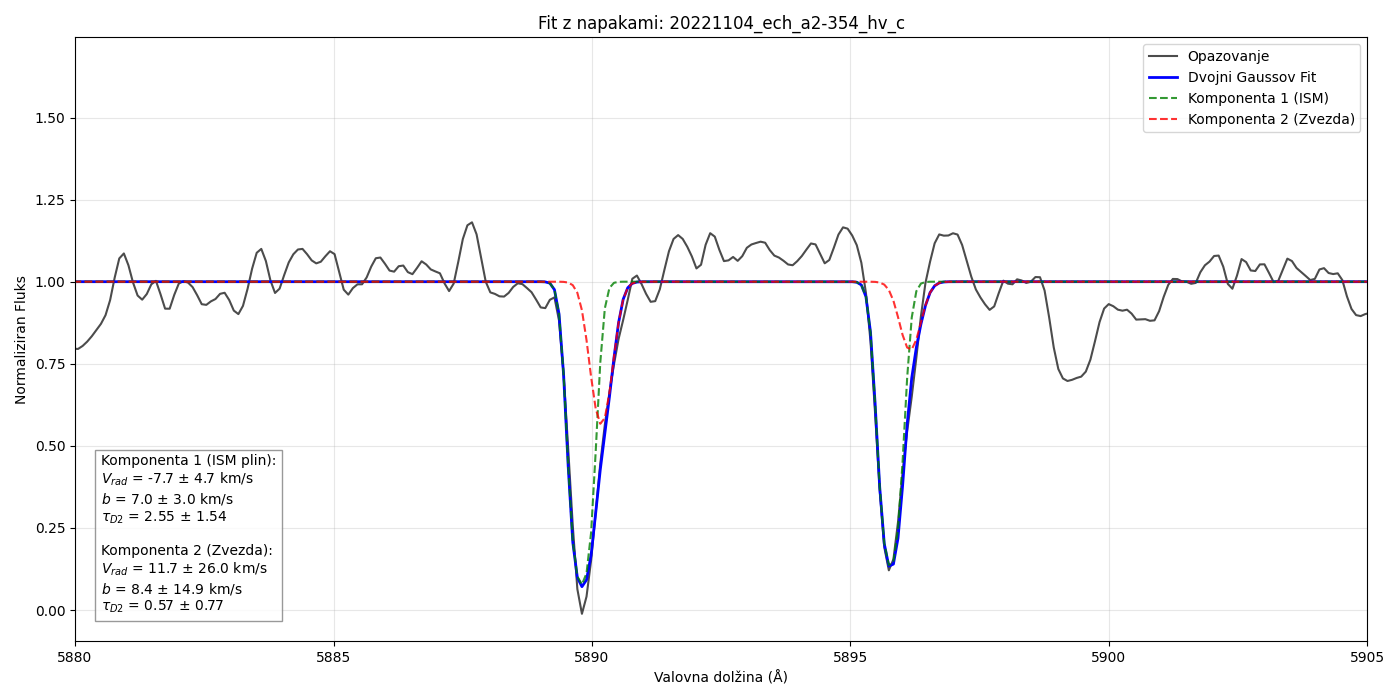 Fit z napakami: 20221104_ech_a2-354_hv_c
Opazovanje
Dvojni Gaussov Fit
Komponenta 1 (ISM)
Komponenta 2 (Zvezda)
Normaliziran Fluks
1.50
1.25
1.00
0.75
0.50
0.25
0.00
Komponenta 1 (ISM plin):
V_rad = -7.7 ± 4.7 km/s
b = 7.0 ± 3.0 km/s
τ_D2 = 2.55 ± 1.54
Komponenta 2 (Zvezda):
V_rad = 11.7 ± 26.0 km/s
b = 8.4 ± 14.9 km/s
τ_D2 = 0.57 ± 0.77
5880 5885 5890 5895 5900 5905
Valovna dolžina (Å)